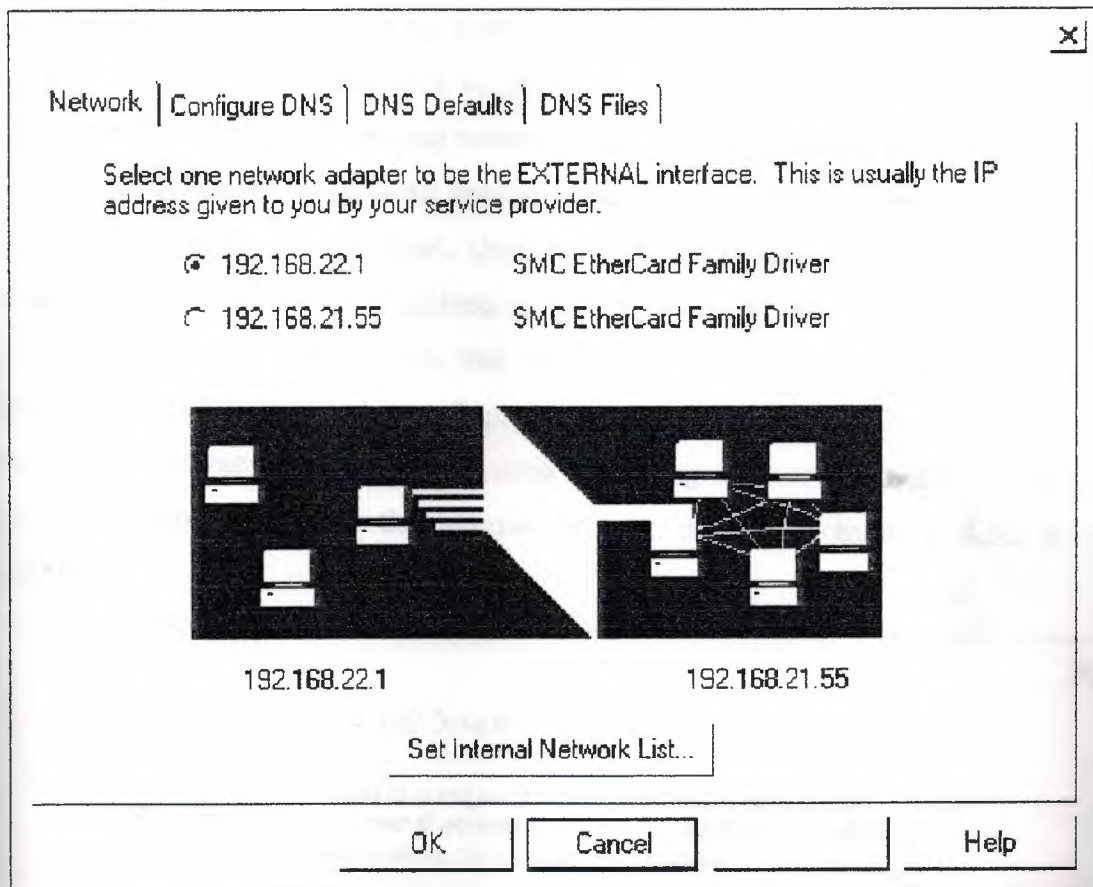 Network
Configure DNS
DNS Defaults
DNS Files
Select one network adapter to be the EXTERNAL interface. This is usually the IP
address given to you by your service provider.
192.168.22.1 SMC EtherCard Family Driver
192.168.21.55 SMC EtherCard Family Driver
192.168.22.1 192.168.21.55
Set Internal Network List...
OK Cancel Help